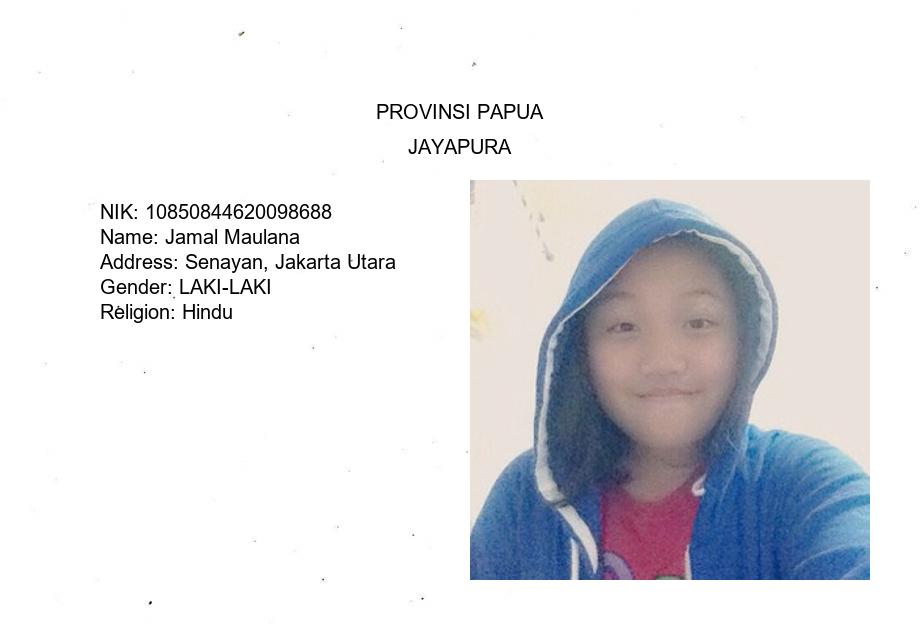 PROVINSI PAPUA
JAYAPURA
NIK: 10850844620098688
Name: Jamal Maulana
Address: Senayan, Jakarta Utara
Gender: LAKI-LAKI
Religion: Hindu